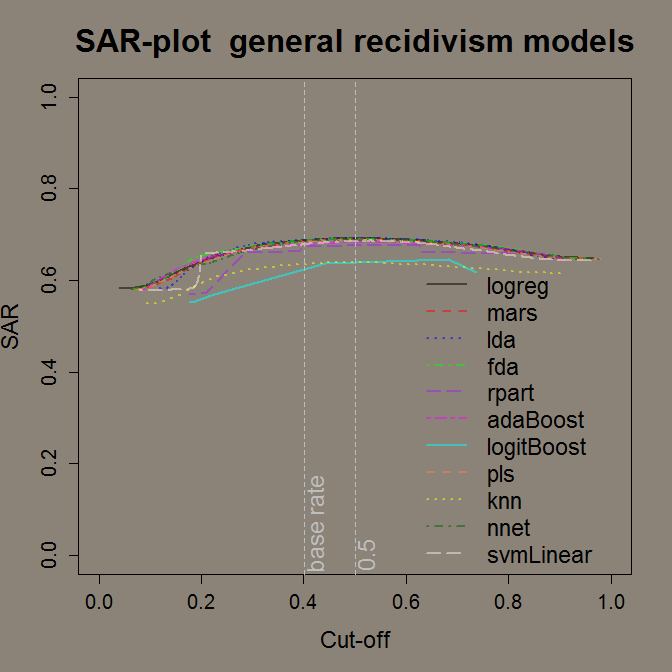 SAR-plot  general recidivism models
SAR
1.0
0.8
0.6
0.4
0.2
0.0
base rate
0.5
logreg
mars
lda
fda
rpart
adaBoost
logitBoost
pls
knn
nnet
svmLinear
0.0 0.2 0.4 0.6 0.8 1.0
Cut-off